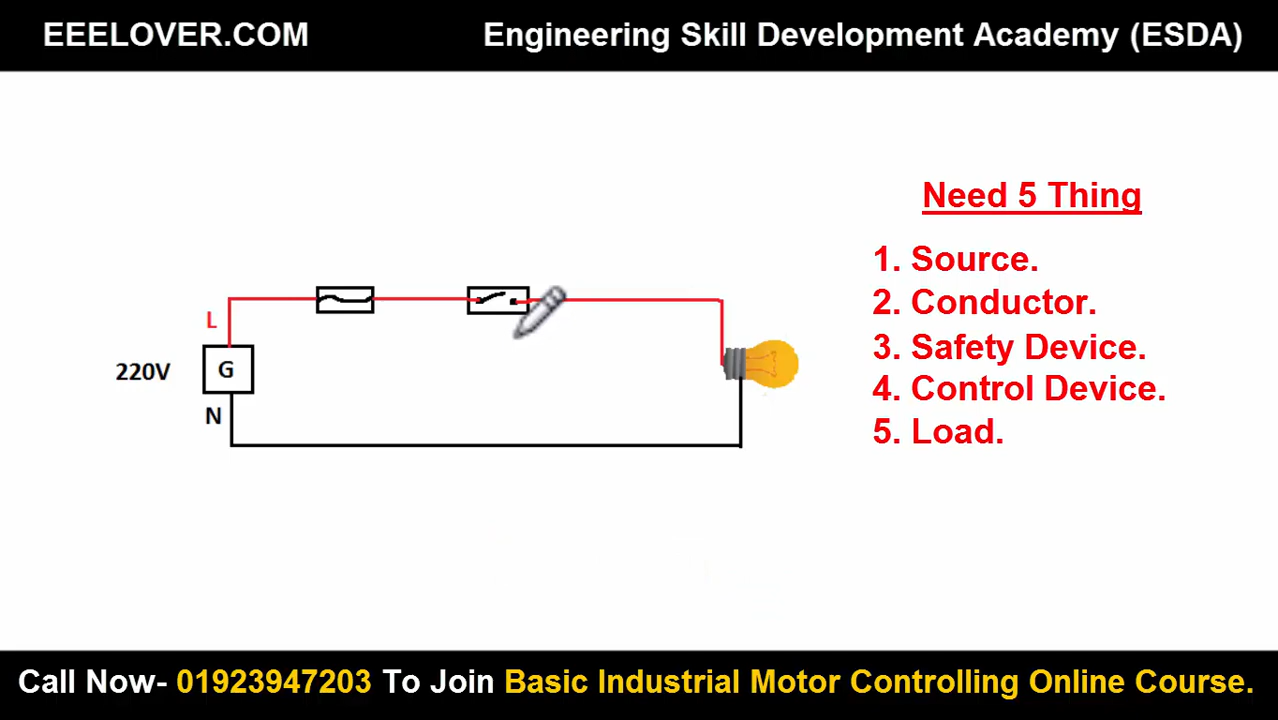 EEELOVER.COM
Engineering Skill Development Academy (ESDA)
Need 5 Thing
1. Source.
2. Conductor.
3. Safety Device.
4. Control Device.
5. Load.
L
220V
G
N
Call Now- 01923947203 To Join Basic Industrial Motor Controlling Online Course.